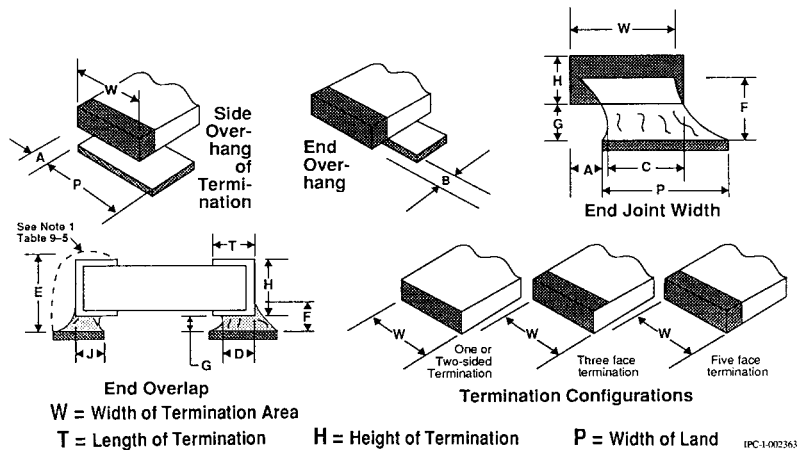 W
Side
Over-
hang
of
Termi-
nation
A
P
End
Over-
hang
B
W
H
G
F
A
C
P
End Joint Width
See Note 1
Table 9–5
T
E
H
F
J
D
G
End Overlap
W
W
W
One or
Two-sided
Termination
Three face
termination
Five face
termination
Termination Configurations
W = Width of Termination Area
T = Length of Termination
H = Height of Termination
P = Width of Land
IPC-I-002363